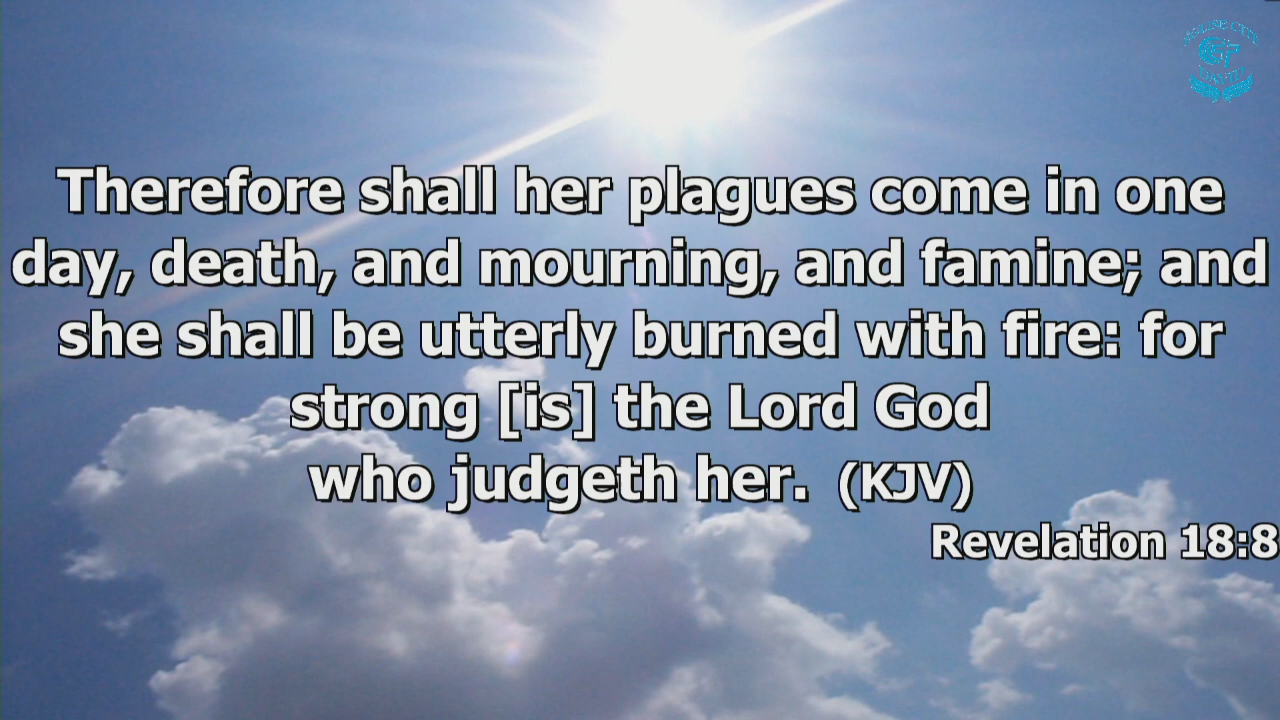 Therefore shall her plagues come in one
day, death, and mourning, and famine; and
she shall be utterly burned with fire: for
strong [is] the Lord God
who judgeth her. (KJV)
Revelation 18:8